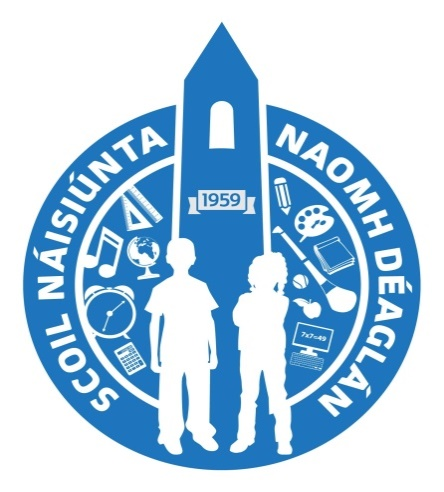 SCOIL NÁISIÚNTA
NAOMH DÉAGLÁN
1959
7x7=49